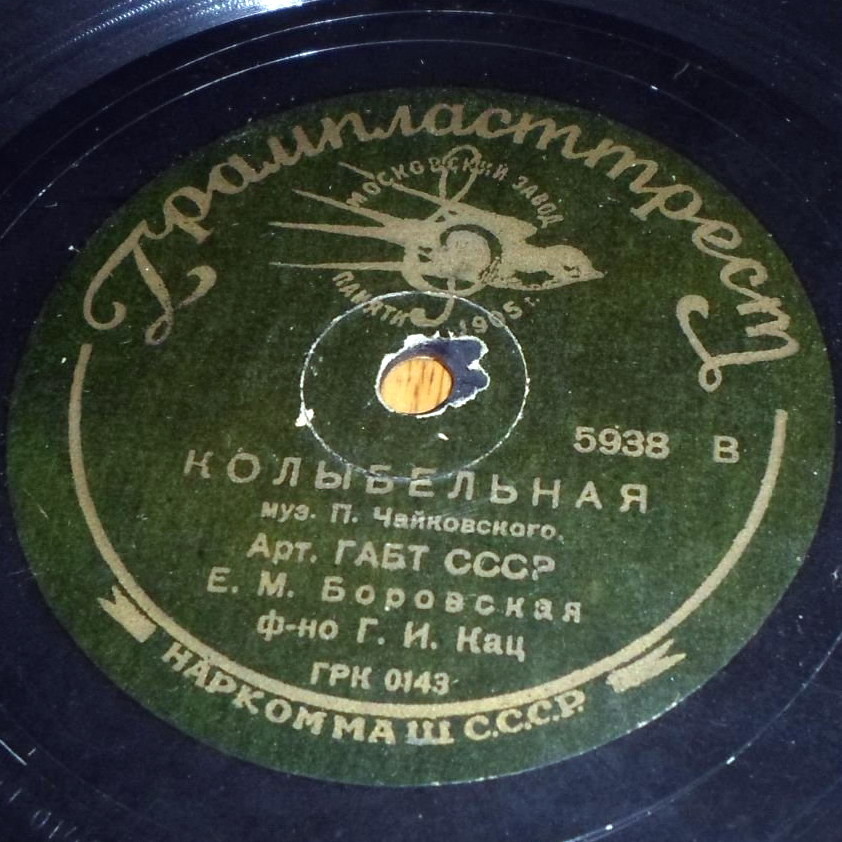 Грампласттрест
МОСКОВСКИЙ ЗАВОД
ПАМЯТИ 1905 г.
5938 В
КОЛЫБЕЛЬНАЯ
муз. П. Чайковского.
Арт. ГАБТ СССР
Е. М. Боровская
ф-но Г. И. Кац
ГРК 0143
НАРКОММАШ С.С.С.Р.